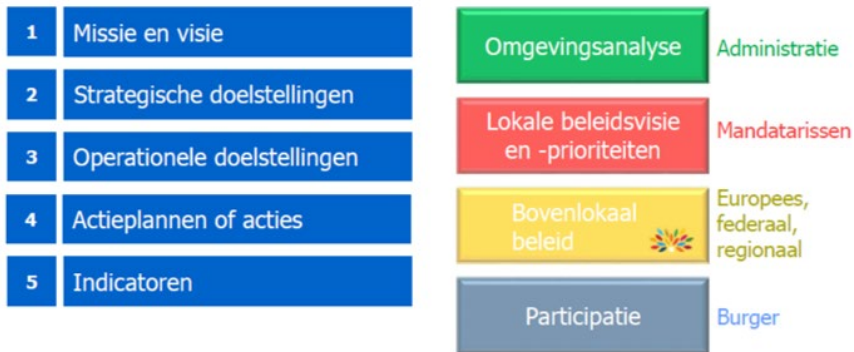 1 Missie en visie
2 Strategische doelstellingen
3 Operationele doelstellingen
4 Actieplannen of acties
5 Indicatoren
Omgevingsanalyse
Administratie
Lokale beleidsvisie
en -prioriteiten
Mandatarissen
Bovenlokaal
beleid
Europees,
federaal,
regionaal
Participatie
Burger